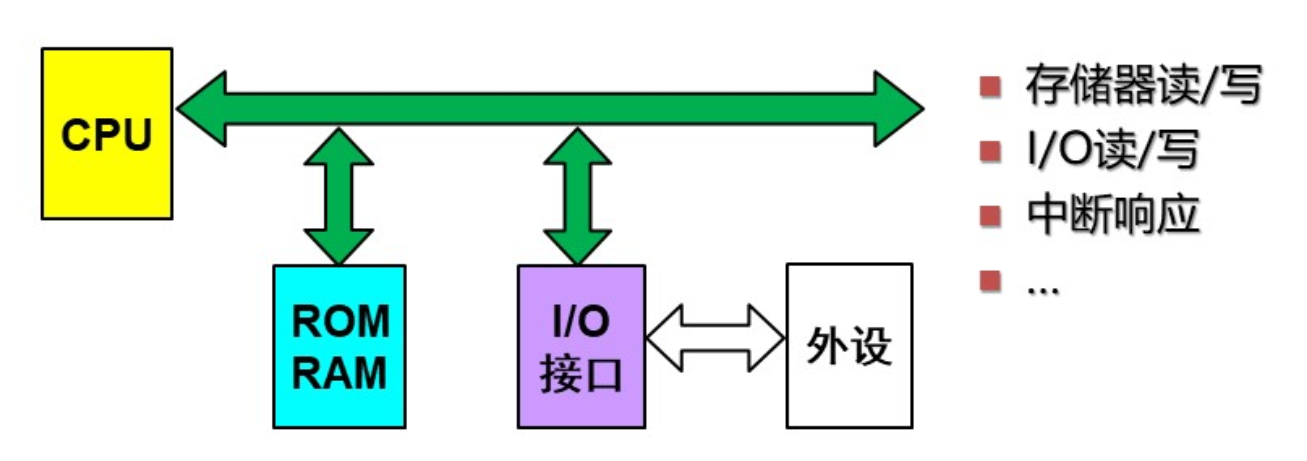 CPU
存储器读/写
I/O读/写
中断响应
...
ROM
RAM
I/O
接口
外设